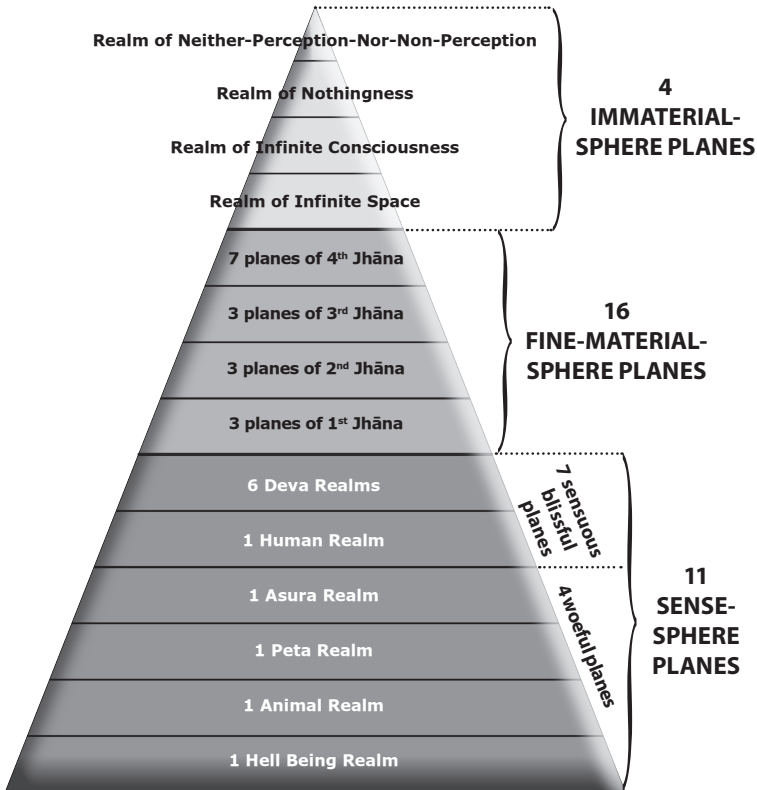 Realm of Neither-Perception-Nor-Non-Perception
Realm of Nothingness
Realm of Infinite Consciousness
Realm of Infinite Space
4
IMMATERIAL-
SPHERE PLANES
7 planes of 4th Jhāna
3 planes of 3rd Jhāna
3 planes of 2nd Jhāna
3 planes of 1st Jhāna
16
FINE-MATERIAL-
SPHERE PLANES
6 Deva Realms
1 Human Realm
7 sensuous
blissful
planes
1 Asura Realm
1 Peta Realm
1 Animal Realm
1 Hell Being Realm
4 woeful planes
11
SENSE-
SPHERE
PLANES